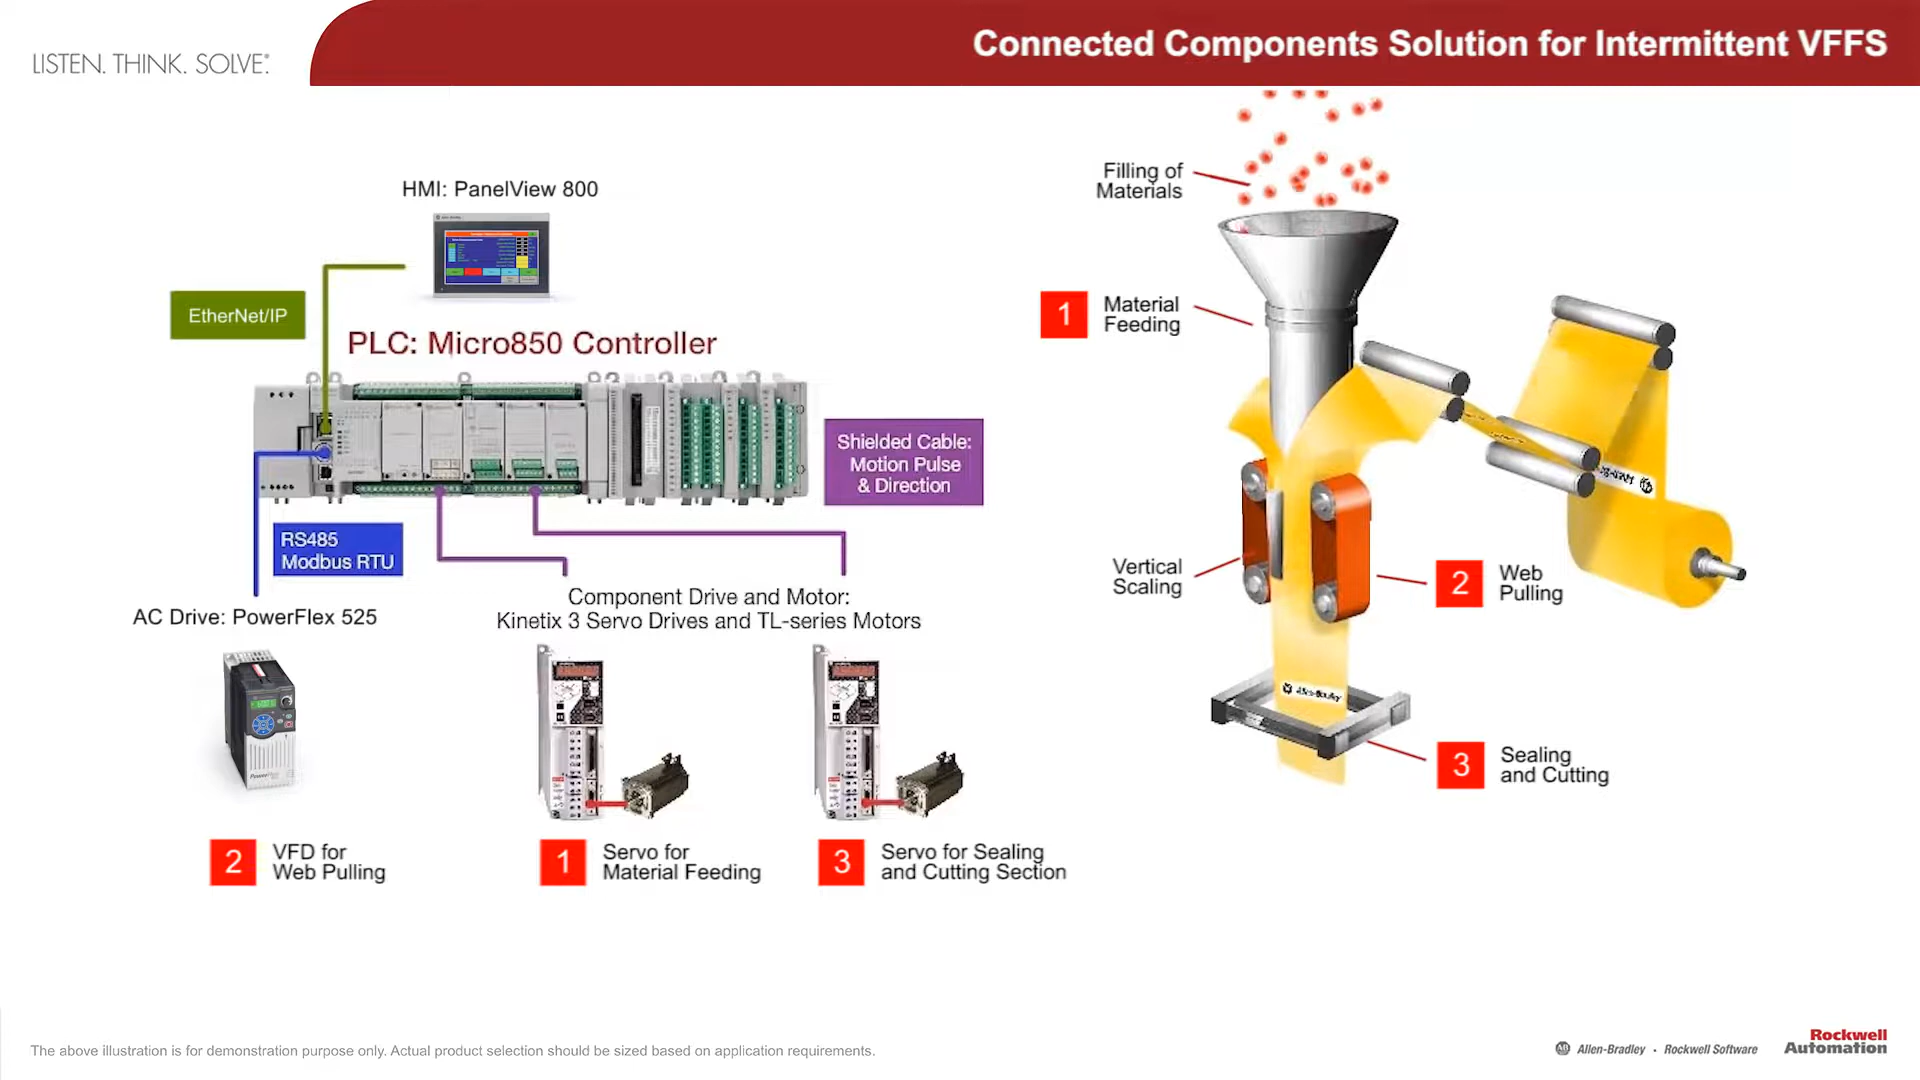 LISTEN. THINK. SOLVE.®
Connected Components Solution for Intermittent VFFS
HMI: PanelView 800
EtherNet/IP
PLC: Micro850 Controller
Shielded Cable:
Motion Pulse
& Direction
RS485
Modbus RTU
AC Drive: PowerFlex 525
Component Drive and Motor:
Kinetix 3 Servo Drives and TL-series Motors
2
VFD for
Web Pulling
1
Servo for
Material Feeding
3
Servo for Sealing
and Cutting Section
Filling of
Materials
1
Material
Feeding
Vertical
Scaling
2
Web
Pulling
Allen-Bradley
3
Sealing
and Cutting
The above illustration is for demonstration purpose only. Actual product selection should be sized based on application requirements.
AB Allen-Bradley • Rockwell Software
Rockwell
Automation